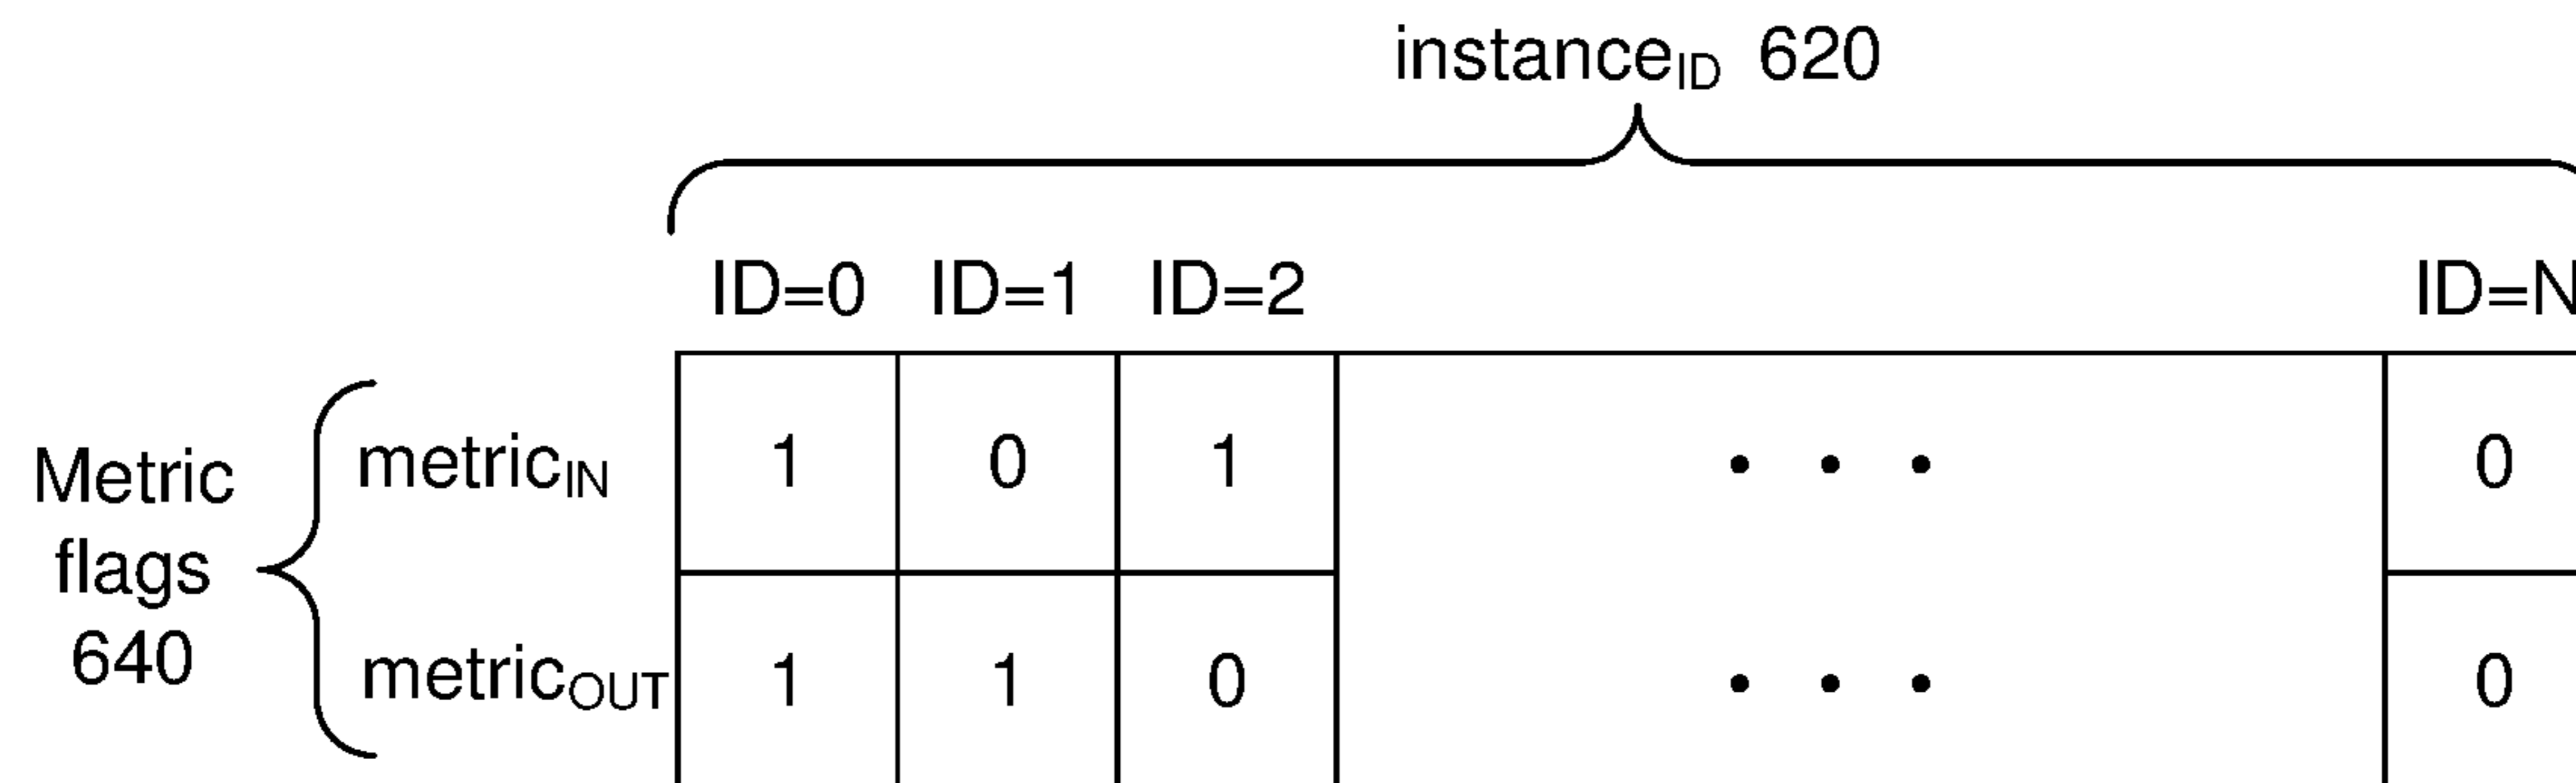 instanceID 620
ID=0 ID=1 ID=2 ID=N
Metric
flags
640
metricIN 1 0 1 . . . 0
metricOUT 1 1 0 . . . 0